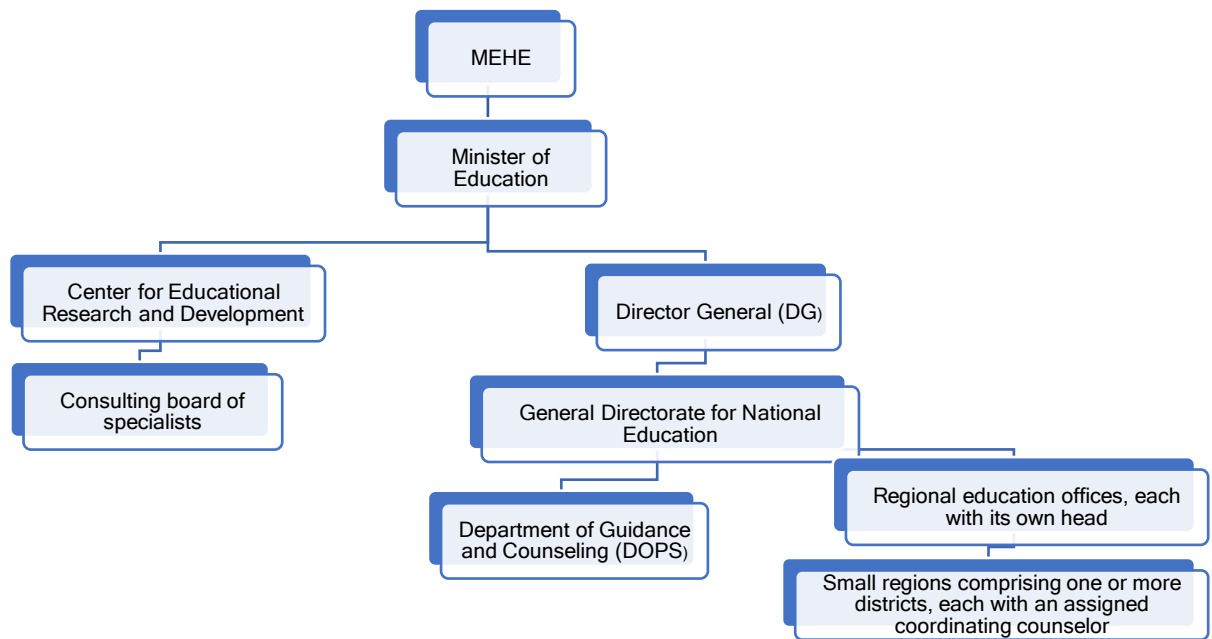 MEHE
Minister of
Education
Center for Educational
Research and Development
Director General (DG)
Consulting board of
specialists
General Directorate for National
Education
Regional education offices, each
with its own head
Department of Guidance
and Counseling (DOPS)
Small regions comprising one or more
districts, each with an assigned
coordinating counselor